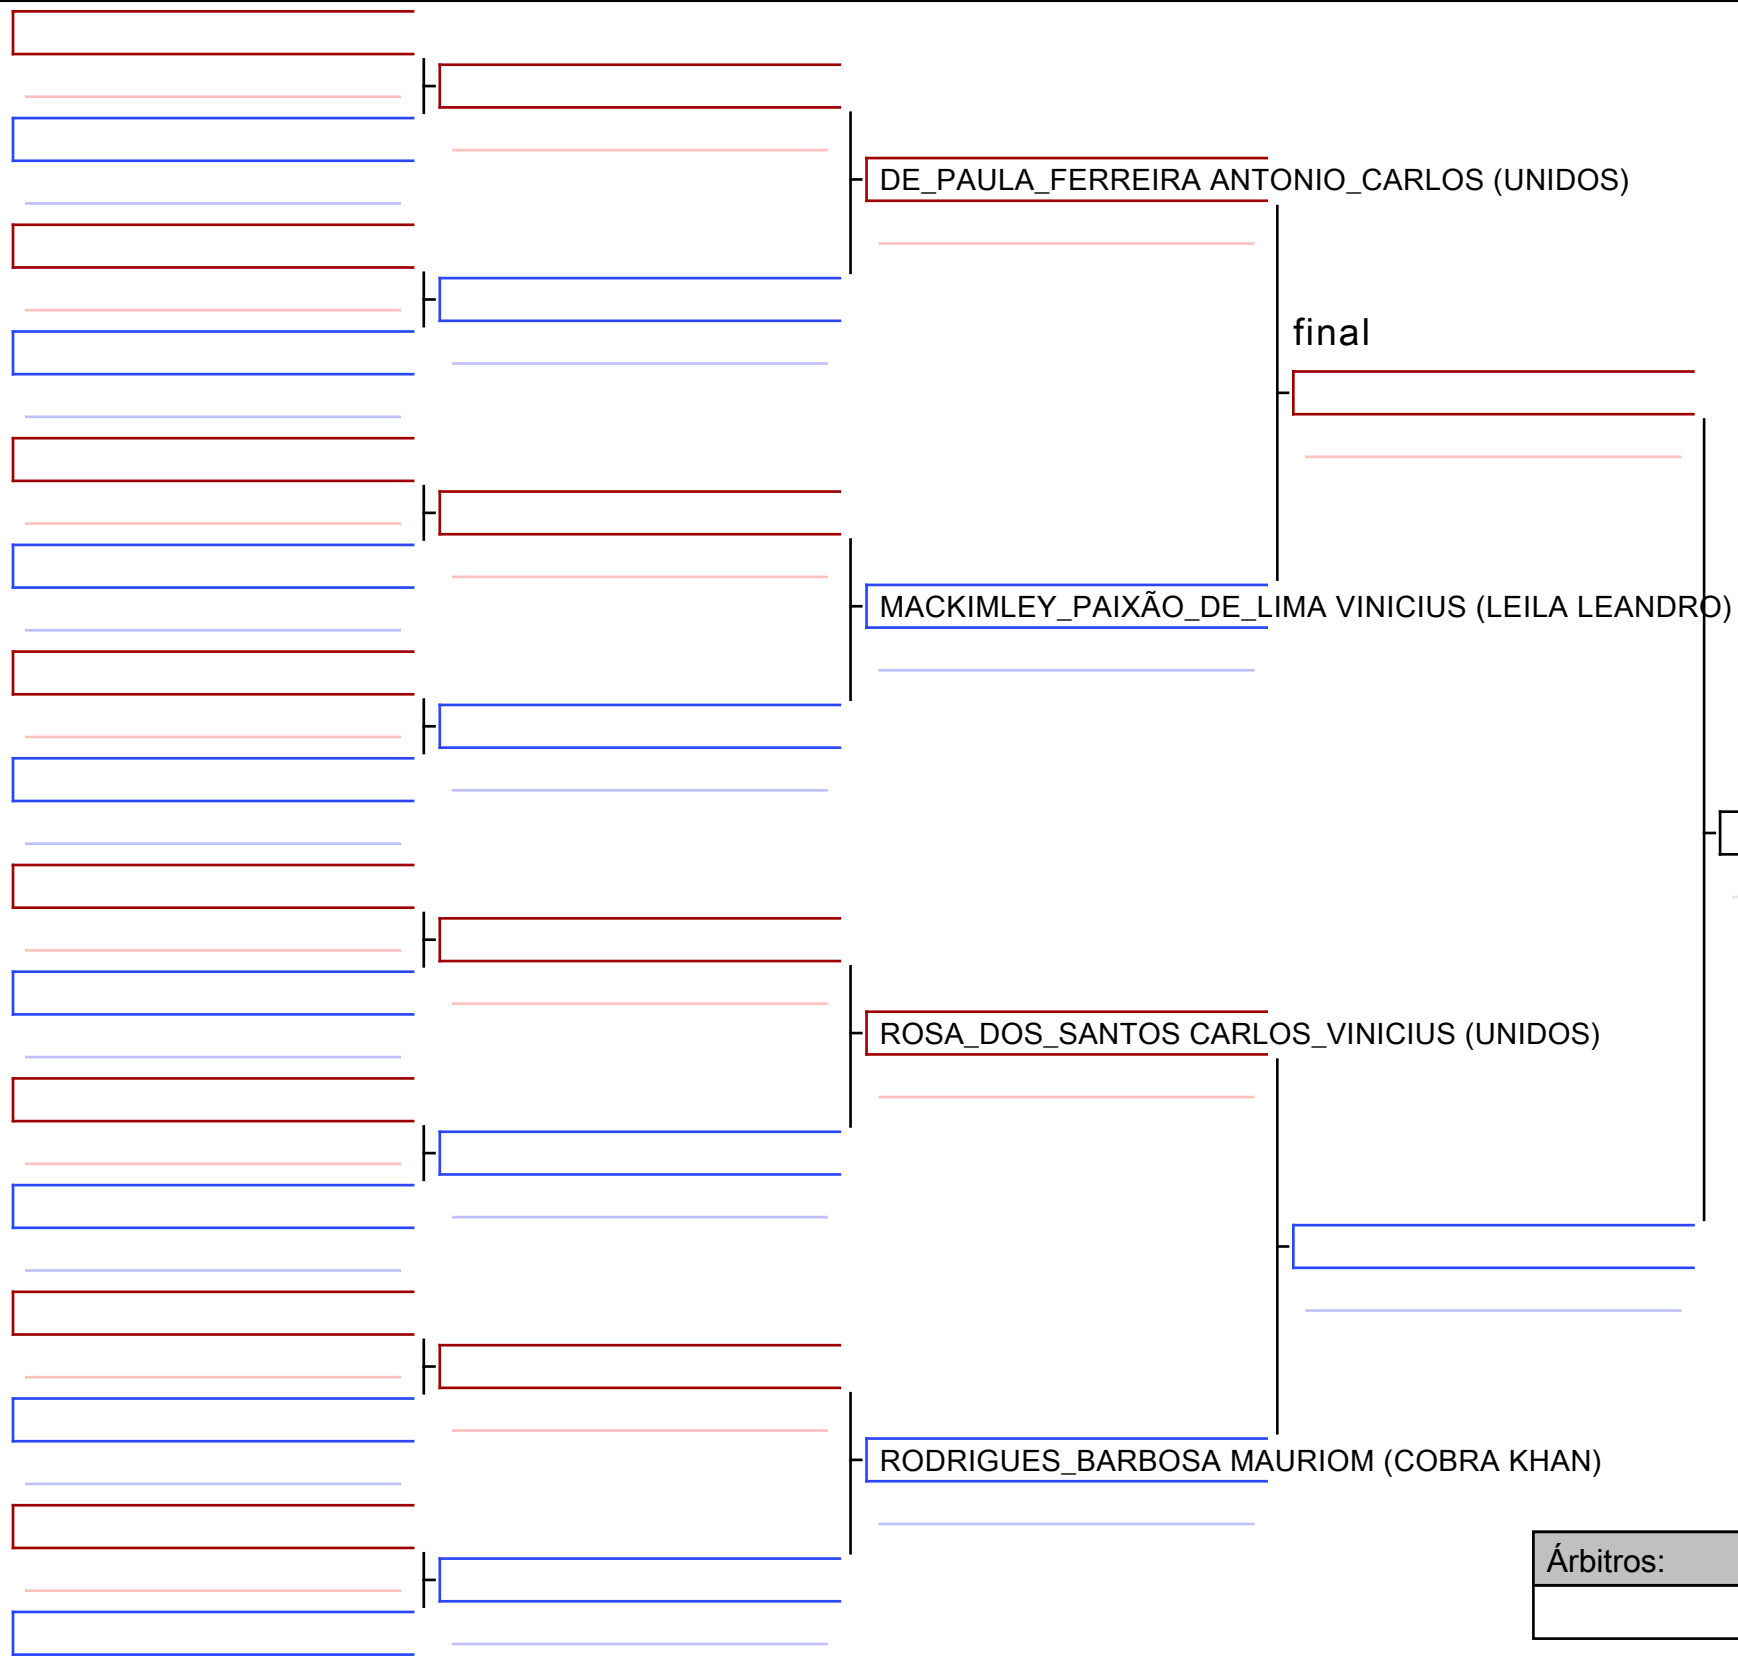 DE_PAULA_FERREIRA ANTONIO_CARLOS (UNIDOS)
final
MACKIMLEY_PAIXÃO_DE_LIMA VINICIUS (LEILA LEANDRO)
ROSA_DOS_SANTOS CARLOS_VINICIUS (UNIDOS)
RODRIGUES_BARBOSA MAURIOM (COBRA KHAN)
Árbitros: